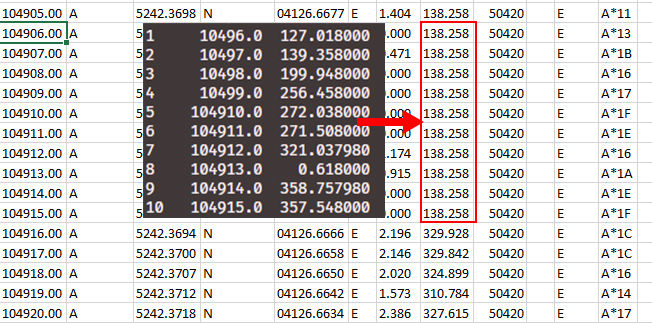 104905.00 A 5242.3698 N 04126.6677 E 1.404 138.258 50420 E A*11
104906.00 A 5 .000 138.258 50420 E A*13
104907.00 A 5 .471 138.258 50420 E A*1B
104908.00 A 5 .000 138.258 50420 E A*16
104909.00 A 5 .000 138.258 50420 E A*17
104910.00 A 5 .000 138.258 50420 E A*1F
104911.00 A 5 .000 138.258 50420 E A*1E
104912.00 A 5 .174 138.258 50420 E A*16
104913.00 A 5 .915 138.258 50420 E A*1A
104914.00 A 5 .000 138.258 50420 E A*1E
104915.00 A 5 .000 138.258 50420 E A*1F
104916.00 A 5242.3694 N 04126.6666 E 2.196 329.928 50420 E A*1C
104917.00 A 5242.3700 N 04126.6658 E 2.146 329.842 50420 E A*1C
104918.00 A 5242.3707 N 04126.6650 E 2.020 324.899 50420 E A*16
104919.00 A 5242.3712 N 04126.6642 E 1.573 310.784 50420 E A*14
104920.00 A 5242.3718 N 04126.6634 E 2.386 327.615 50420 E A*17
1 10496.0 127.018000
2 10497.0 139.358000
3 10498.0 199.948000
4 10499.0 256.458000
5 104910.0 272.038000
6 104911.0 271.508000
7 104912.0 321.037980
8 104913.0 0.618000
9 104914.0 358.757980
10 104915.0 357.548000